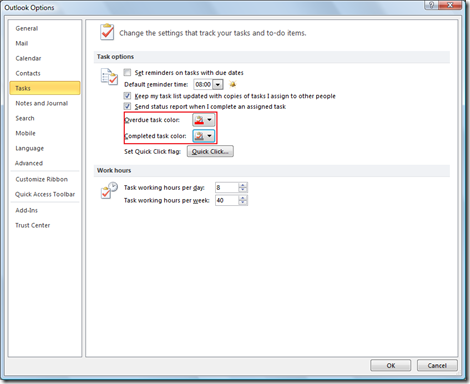 Outlook Options
General
Mail
Calendar
Contacts
Tasks
Notes and Journal
Search
Mobile
Language
Advanced
Customize Ribbon
Quick Access Toolbar
Add-Ins
Trust Center
Change the settings that track your tasks and to-do items.
Task options
Set reminders on tasks with due dates
Default reminder time: 08:00
Keep my task list updated with copies of tasks I assign to other people
Send status report when I complete an assigned task
Overdue task color:
Completed task color:
Set Quick Click flag: Quick Click...
Work hours
Task working hours per day: 8
Task working hours per week: 40
OK Cancel